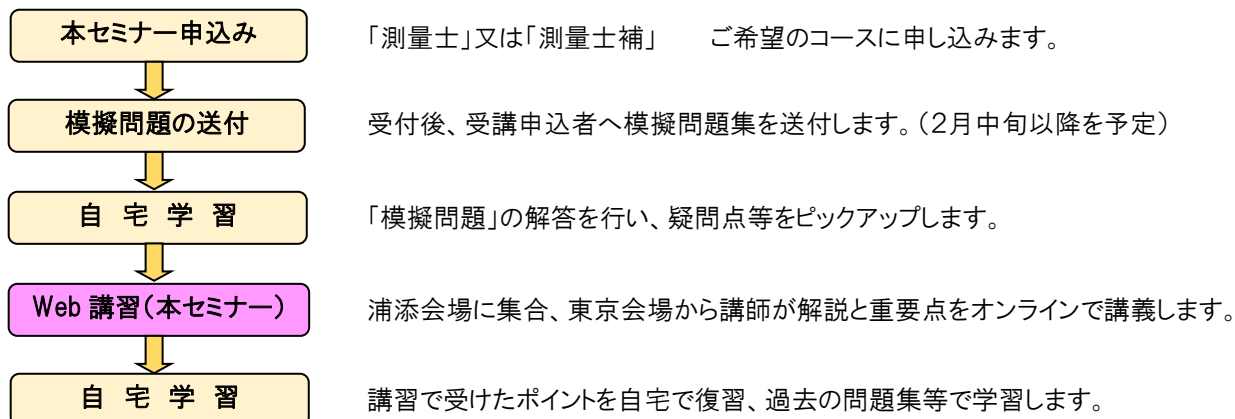 本セミナー申込み 「測量士」又は「測量士補」　　ご希望のコースに申し込みます。
模擬問題の送付 受付後、受講申込者へ模擬問題集を送付します。（2月中旬以降を予定）
自　宅　学　習 「模擬問題」の解答を行い、疑問点等をピックアップします。
Web 講習（本セミナー） 浦添会場に集合、東京会場から講師が解説と重要点をオンラインで講義します。
自　宅　学　習 講習で受けたポイントを自宅で復習、過去の問題集等で学習します。